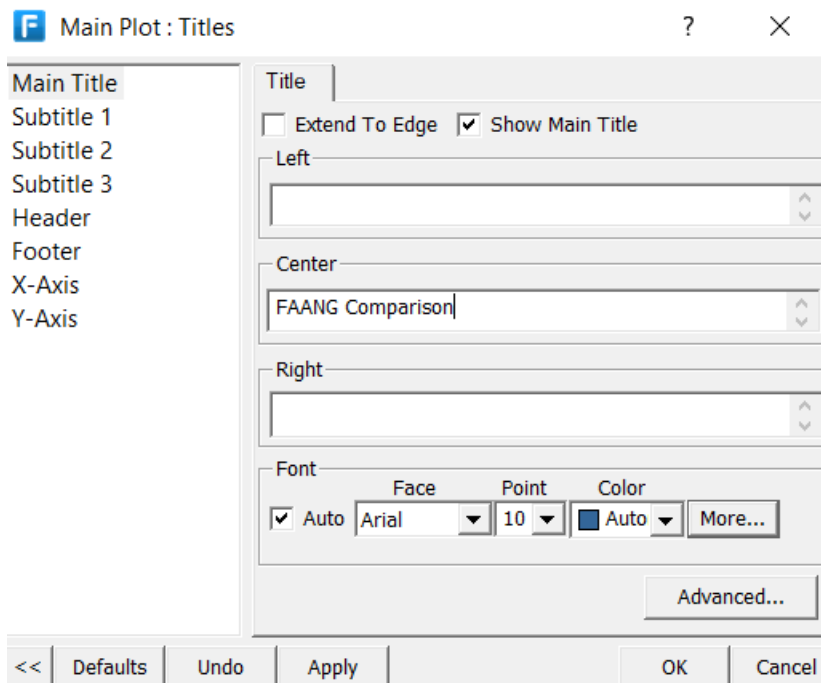 F Main Plot : Titles ?
Main Title
Subtitle 1
Subtitle 2
Subtitle 3
Header
Footer
X-Axis
Y-Axis
Title
Extend To Edge Show Main Title
Left
Center
FAANG Comparison
Right
Font
Face Point Color
Auto Arial 10 Auto More...
Advanced...
<< Defaults Undo Apply OK Cancel